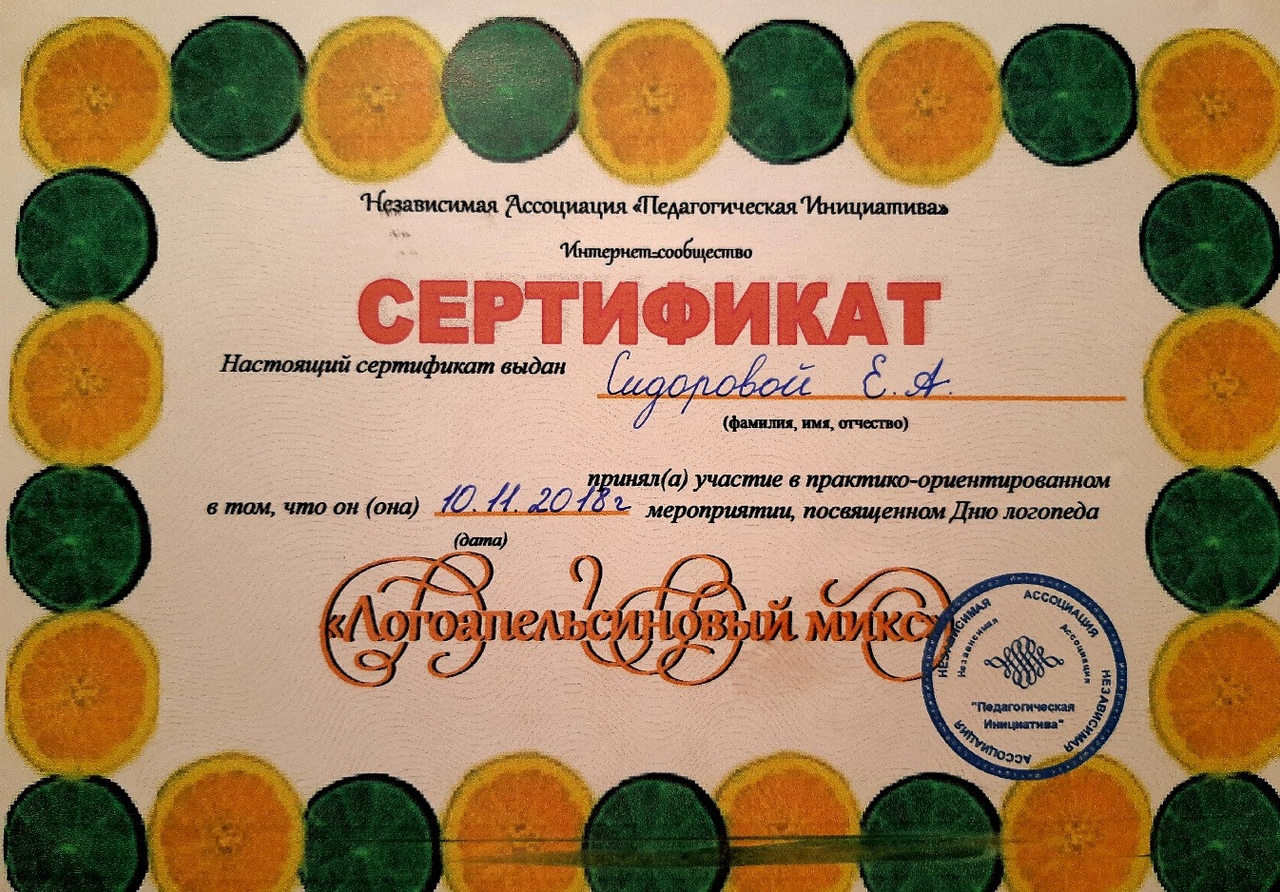 Независимая Ассоциация «Педагогическая Инициатива»
Интернет-сообщество
СЕРТИФИКАТ
Настоящий сертификат выдан Сидоровой Е. А.
(фамилия, имя, отчество)
принял(а) участие в практико-ориентированном
в том, что он (она) 10.11.2018г мероприятии, посвященном Дню логопеда
(дата)
«Логоапельсиновый микс»
НЕЗАВИСИМАЯ АССОЦИАЦИЯ
НЕЗАВИСИМАЯ АССОЦИАЦИЯ
Независимая Ассоциация
"Педагогическая
Инициатива"